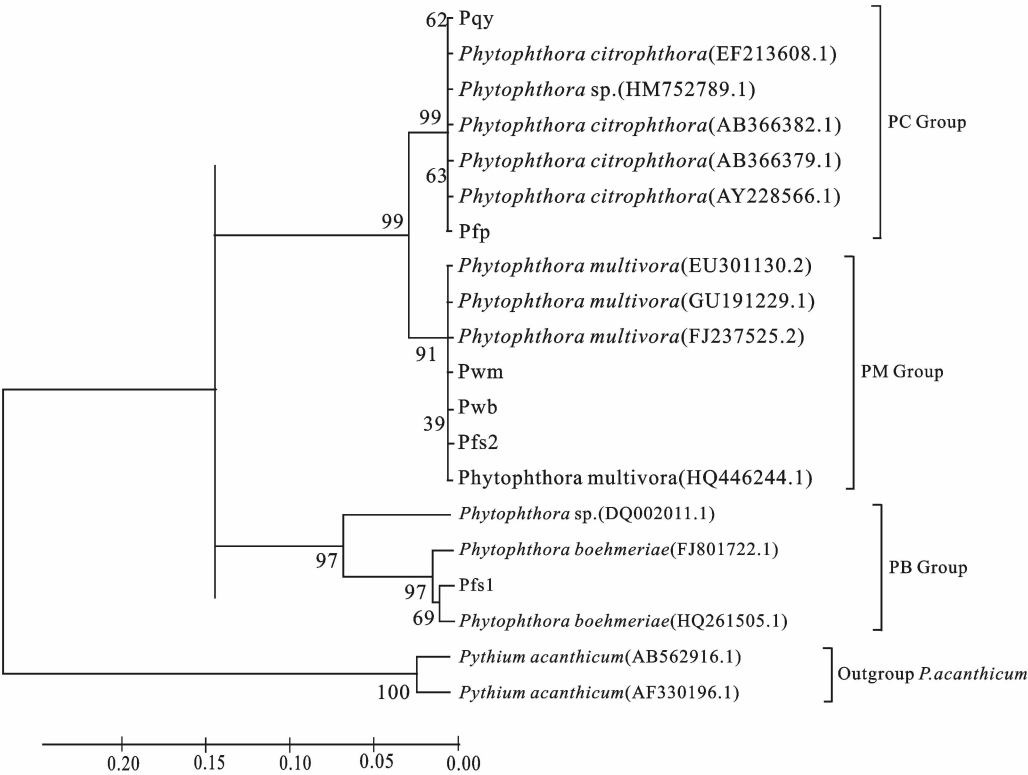 62 Pqy
Phytophthora citrophthora(EF213608.1)
Phytophthora sp.(HM752789.1)
99 Phytophthora citrophthora(AB366382.1)
PC Group
Phytophthora citrophthora(AB366379.1)
63
Phytophthora citrophthora(AY228566.1)
99
Pfp
Phytophthora multivora(EU301130.2)
Phytophthora multivora(GU191229.1)
Phytophthora multivora(FJ237525.2)
91
Pwm
PM Group
Pwb
39
Pfs2
Phytophthora multivora(HQ446244.1)
Phytophthora sp.(DQ002011.1)
97
Phytophthora boehmeriae(FJ801722.1)
PB Group
97
Pfs1
69
Phytophthora boehmeriae(HQ261505.1)
Pythium acanthicum(AB562916.1)
Outgroup P.acanthicum
100
Pythium acanthicum(AF330196.1)
0.20 0.15 0.10 0.05 0.00